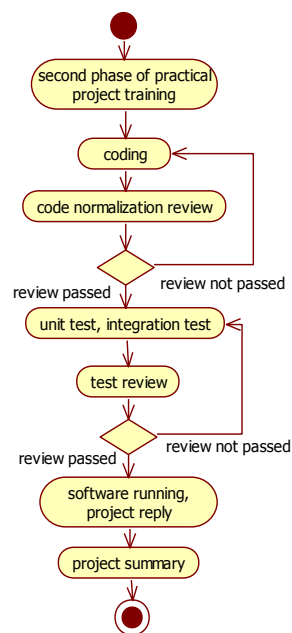 second phase of practical
project training
coding
code normalization review
review not passed
review passed
unit test, integration test
test review
review not passed
review passed
software running,
project reply
project summary